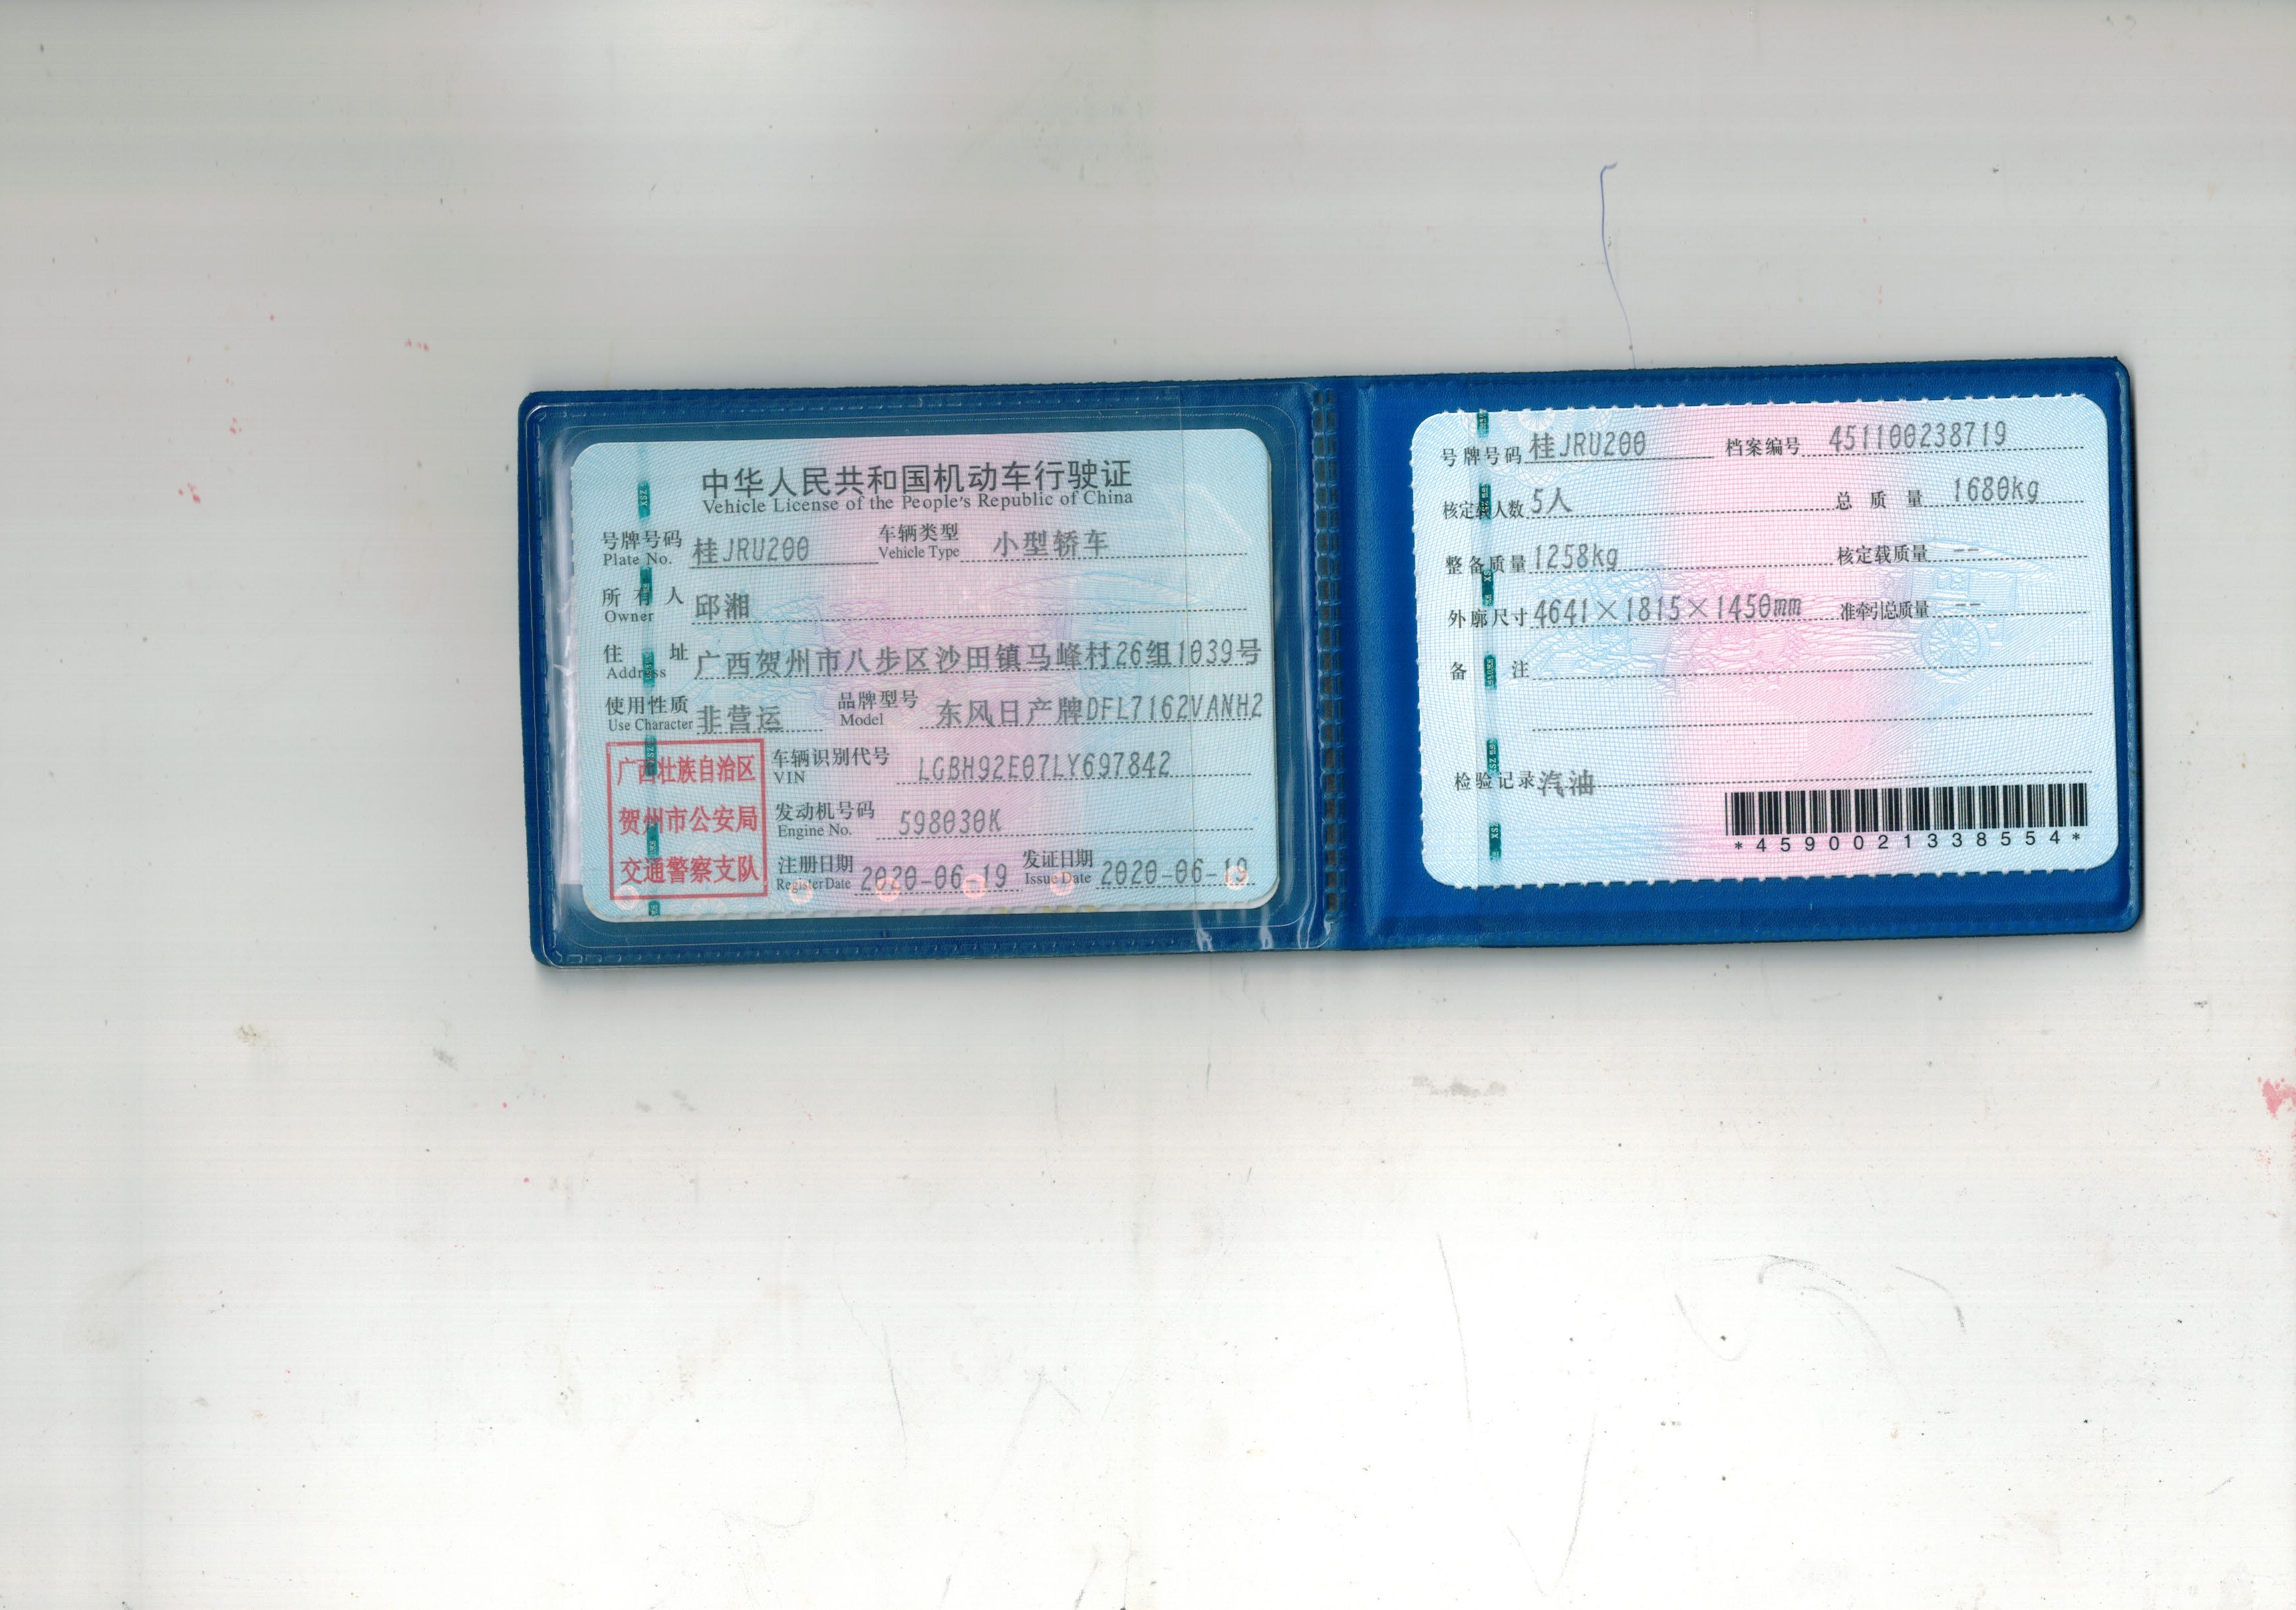 中华人民共和国机动车行驶证
Vehicle License of the People's Republic of China
号牌号码 桂JRU200 车辆类型 小型轿车
Plate No. Vehicle Type
所有人 邱湘
Owner
住址 广西贺州市八步区沙田镇马峰村26组1039号
Address
使用性质 非营运 品牌型号 东风日产牌DFL7162VANH2
Use Character Model
广西壮族自治区
贺州市公安局
交通警察支队
车辆识别代号 LGBH92E07LY697842
VIN
发动机号码 598030K
Engine No.
注册日期 2020-06-19 发证日期 2020-06-19
Register Date Issue Date
号牌号码 桂JRU200 档案编号 451100238719
核定载人数 5人 总质量 1680kg
整备质量 1258kg 核定载质量 --
外廓尺寸 4641×1815×1450mm 准牵引总质量 --
备注
检验记录 汽油
*4590021338554*